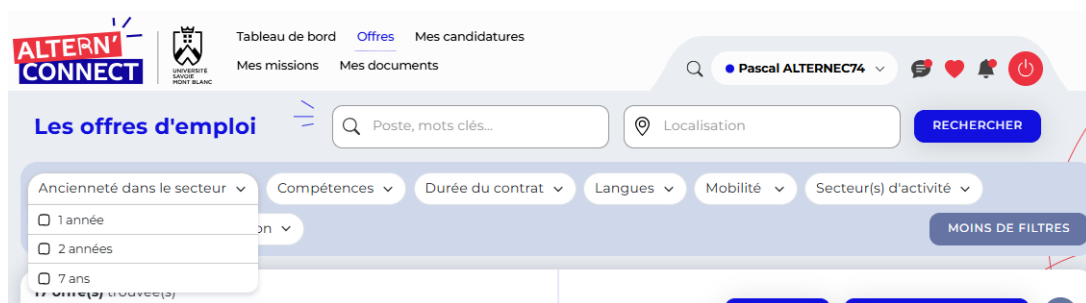 ALTERN'
CONNECT
UNIVERSITÉ
SAVOIE
MONT BLANC
Tableau de bord Offres Mes candidatures
Mes missions Mes documents
Pascal ALTERNEC74
Les offres d'emploi
Poste, mots clés...
Localisation
RECHERCHER
Ancienneté dans le secteur Compétences Durée du contrat Langues Mobilité Secteur(s) d'activité
1 année
on
MOINS DE FILTRES
2 années
7 ans
17 offre(s) trouvée(s)